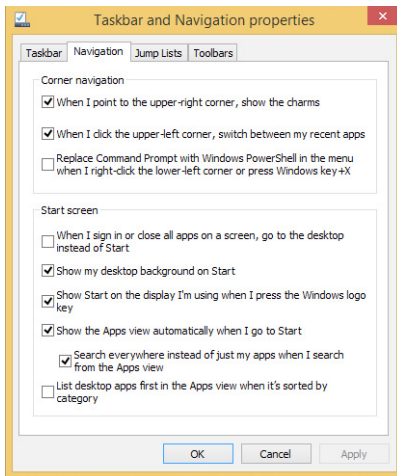 Taskbar and Navigation properties
Taskbar Navigation Jump Lists Toolbars
Corner navigation
When I point to the upper-right corner, show the charms
When I click the upper-left corner, switch between my recent apps
Replace Command Prompt with Windows PowerShell in the menu
when I right-click the lower-left corner or press Windows key+X
Start screen
When I sign in or close all apps on a screen, go to the desktop
instead of Start
Show my desktop background on Start
Show Start on the display I'm using when I press the Windows logo
key
Show the Apps view automatically when I go to Start
Search everywhere instead of just my apps when I search
from the Apps view
List desktop apps first in the Apps view when it's sorted by
category
OK Cancel Apply